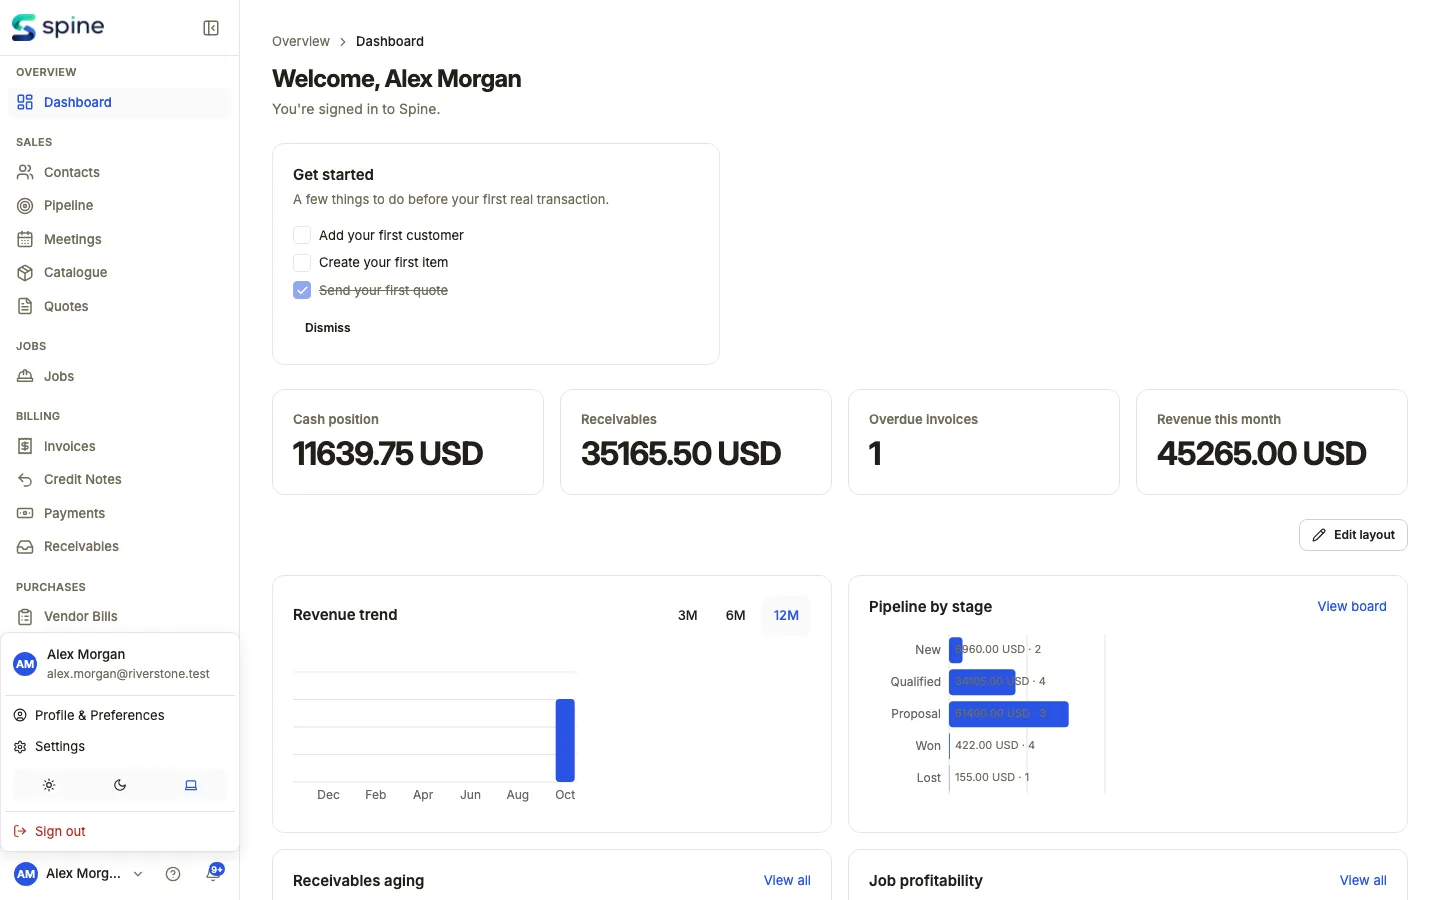 spine
OVERVIEW
Dashboard
SALES
Contacts
Pipeline
Meetings
Catalogue
Quotes
JOBS
Jobs
BILLING
Invoices
Credit Notes
Payments
Receivables
PURCHASES
Vendor Bills
AM
Alex Morgan
alex.morgan@riverstone.test
Profile & Preferences
Settings
Sign out
AM
Alex Morg...
9+
Overview
Dashboard
Welcome, Alex Morgan
You're signed in to Spine.
Get started
A few things to do before your first real transaction.
Add your first customer
Create your first item
Send your first quote
Dismiss
Cash position
11639.75 USD
Receivables
35165.50 USD
Overdue invoices
1
Revenue this month
45265.00 USD
Edit layout
Revenue trend
3M
6M
12M
Dec
Feb
Apr
Jun
Aug
Oct
Pipeline by stage
View board
New
960.00 USD · 2
Qualified
USD · 4
Proposal
USD · 3
Won
422.00 USD · 4
Lost
155.00 USD · 1
Receivables aging
View all
Job profitability
View all